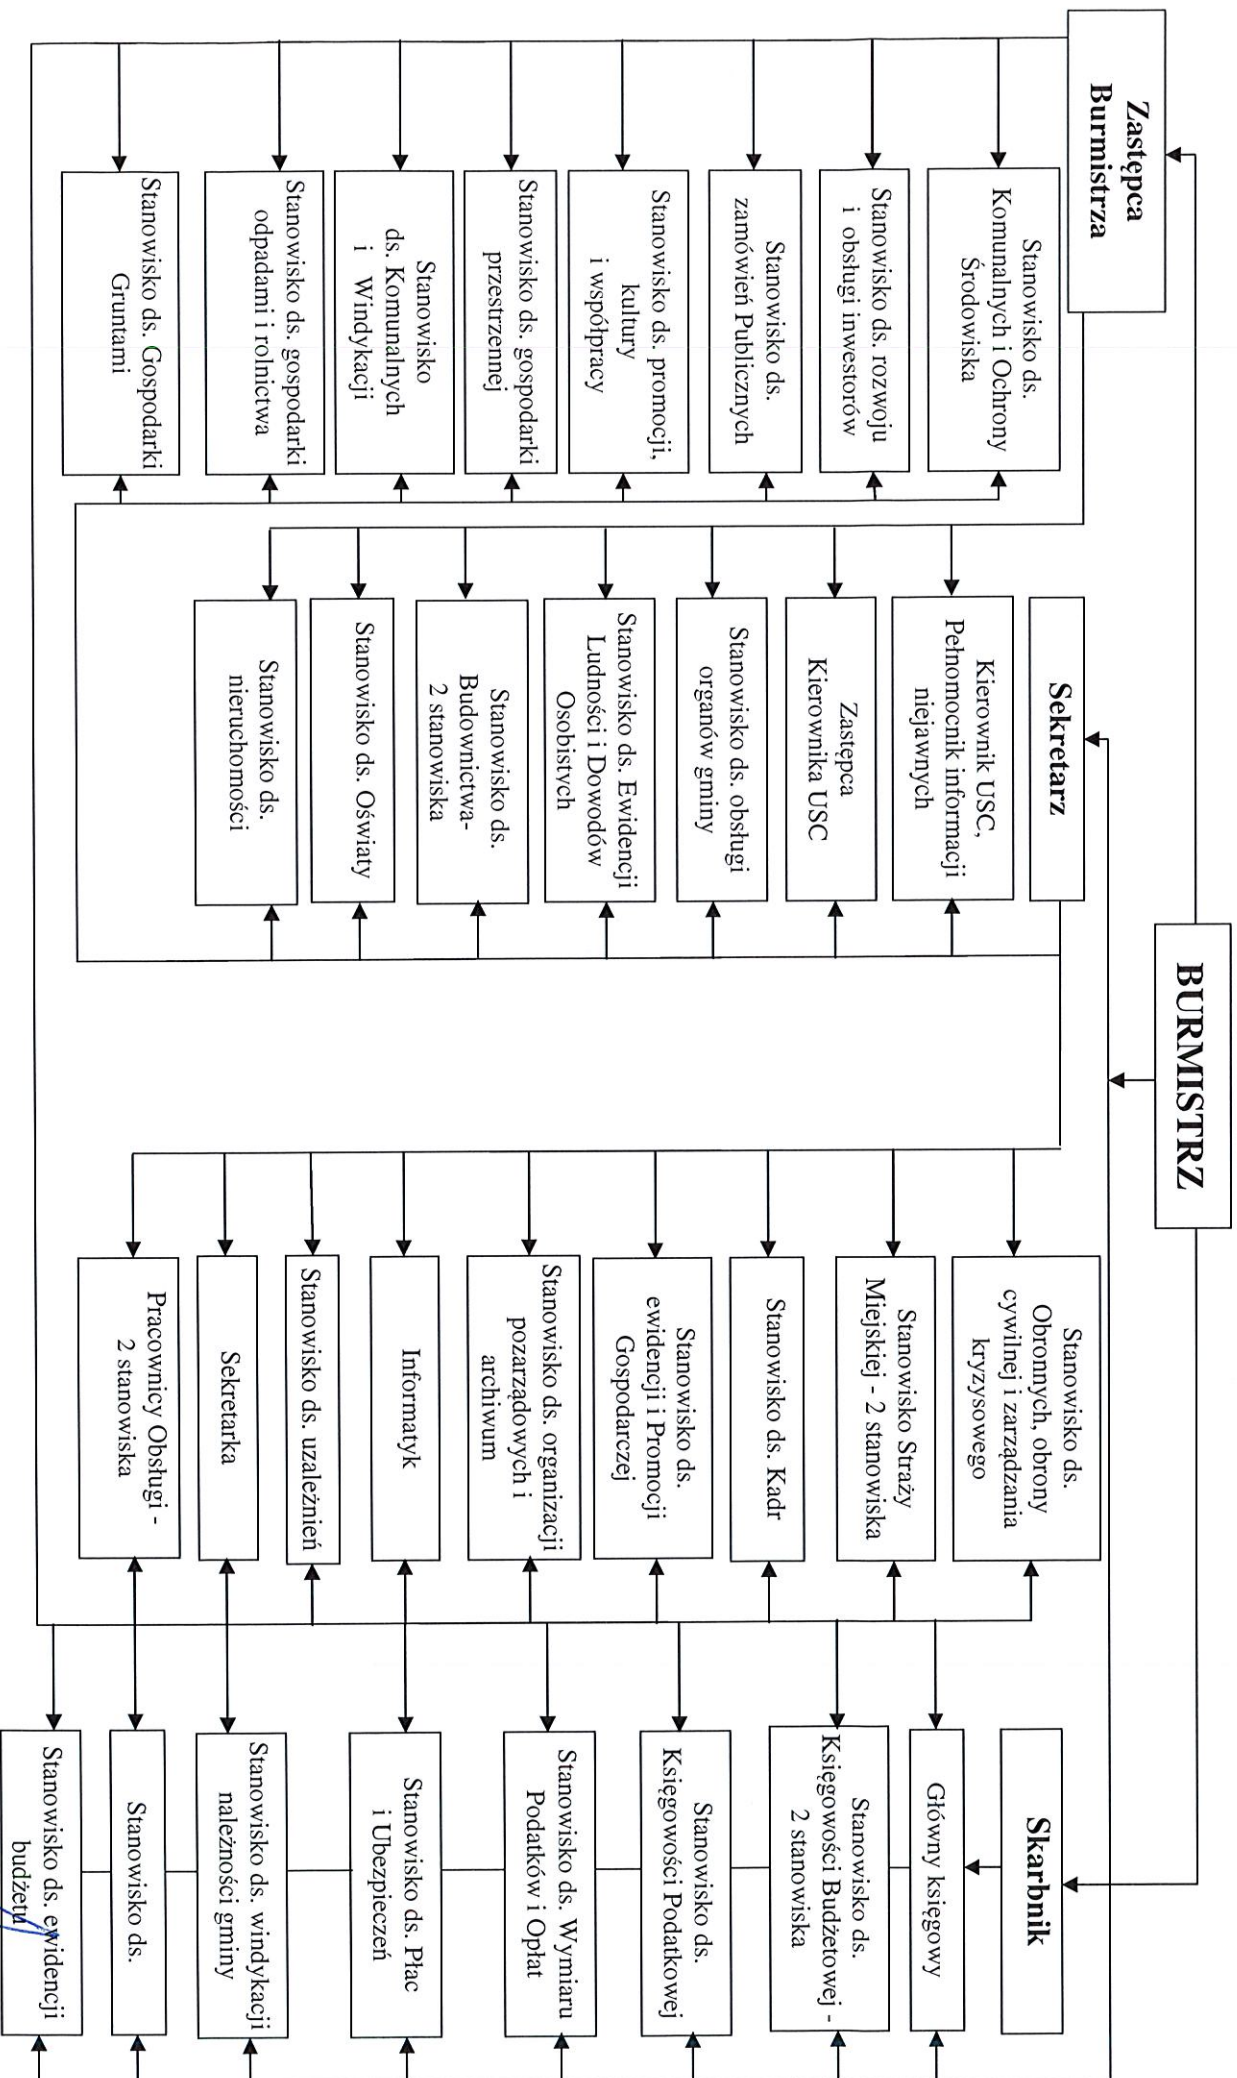 BURMISTRZ
Zastępca
Burmistrza
Sekretarz
Skarbnik
Stanowisko ds.
Komunalnych i Ochrony
Środowiska
Stanowisko ds. rozwoju
i obsługi inwestorów
Stanowisko ds.
zamówień Publicznych
Stanowisko ds. promocji,
kultury
i współpracy
Stanowisko ds. gospodarki
przestrzennej
Stanowisko
ds. Komunalnych
i Windykacji
Stanowisko ds. gospodarki
odpadami i rolnictwa
Stanowisko ds. Gospodarki
Gruntami
Kierownik USC,
Pełnomocnik informacji
niejawnych
Zastępca
Kierownika USC
Stanowisko ds. obsługi
organów gminy
Stanowisko ds. Ewidencji
Ludności i Dowodów
Osobistych
Stanowisko ds.
Budownictwa-
2 stanowiska
Stanowisko ds. Oświaty
Stanowisko ds.
nieruchomości
Stanowisko ds.
Obronnych, obrony
cywilnej i zarządzania
kryzysowego
Stanowisko Straży
Miejskiej - 2 stanowiska
Stanowisko ds. Kadr
Stanowisko ds.
ewidencji i Promocji
Gospodarczej
Stanowisko ds. organizacji
pozarządowych i
archiwum
Informatyk
Stanowisko ds. uzależnień
Sekretarka
Pracownicy Obsługi -
2 stanowiska
Główny księgowy
Stanowisko ds.
Księgowości Budżetowej -
2 stanowiska
Stanowisko ds.
Księgowości Podatkowej
Stanowisko ds. Wymiaru
Podatków i Opłat
Stanowisko ds. Płac
i Ubezpieczeń
Stanowisko ds. windykacji
należności gminy
Stanowisko ds.
Stanowisko ds. ewidencji
budżetu